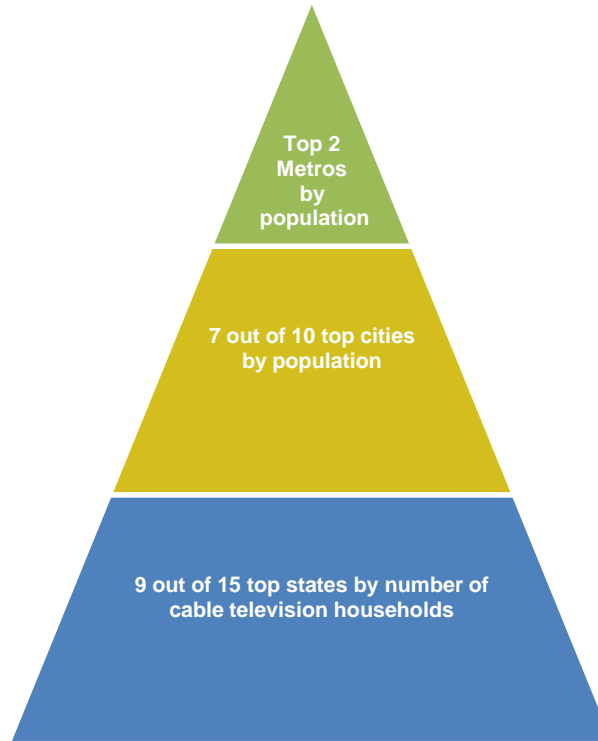 Top 2
Metros
by
population
7 out of 10 top cities
by population
9 out of 15 top states by number of
cable television households